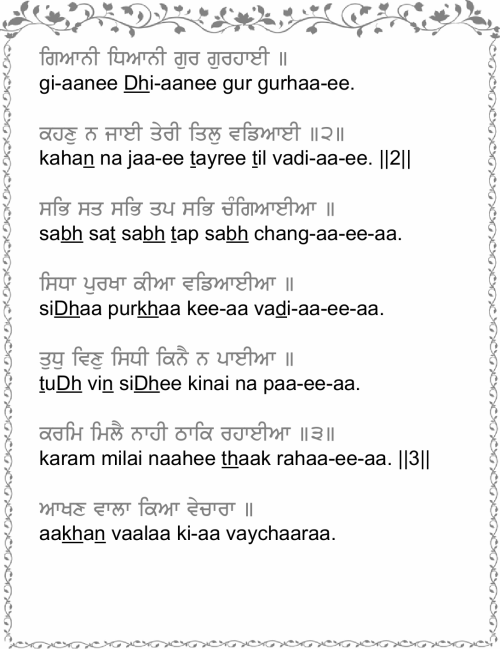 ਗਿਆਨੀ ਧਿਆਨੀ ਗੁਰ ਗੁਰਹਾਈ ॥
gi-aanee Dhi-aanee gur gurhaa-ee.
ਕਹਣੁ ਨ ਜਾਈ ਤੇਰੀ ਤਿਲੁ ਵਡਿਆਈ ॥੨॥
kahan na jaa-ee tayree til vadi-aa-ee. ||2||
ਸਭਿ ਸਤ ਸਭਿ ਤਪ ਸਭਿ ਚੰਗਿਆਈਆ ॥
sabh sat sabh tap sabh chang-aa-ee-aa.
ਸਿਧਾ ਪੁਰਖਾ ਕੀਆ ਵਡਿਆਈਆ ॥
siDhaa purkhaa kee-aa vadi-aa-ee-aa.
ਤੁਧੁ ਵਿਣੁ ਸਿਧੀ ਕਿਨੈ ਨ ਪਾਈਆ ॥
tuDh vin siDhee kinai na paa-ee-aa.
ਕਰਮਿ ਮਿਲੈ ਨਾਹੀ ਠਾਕਿ ਰਹਾਈਆ ॥੩॥
karam milai naahee thaak rahaa-ee-aa. ||3||
ਆਖਣ ਵਾਲਾ ਕਿਆ ਵੇਚਾਰਾ ॥
aakhan vaalaa ki-aa vaychaaraa.